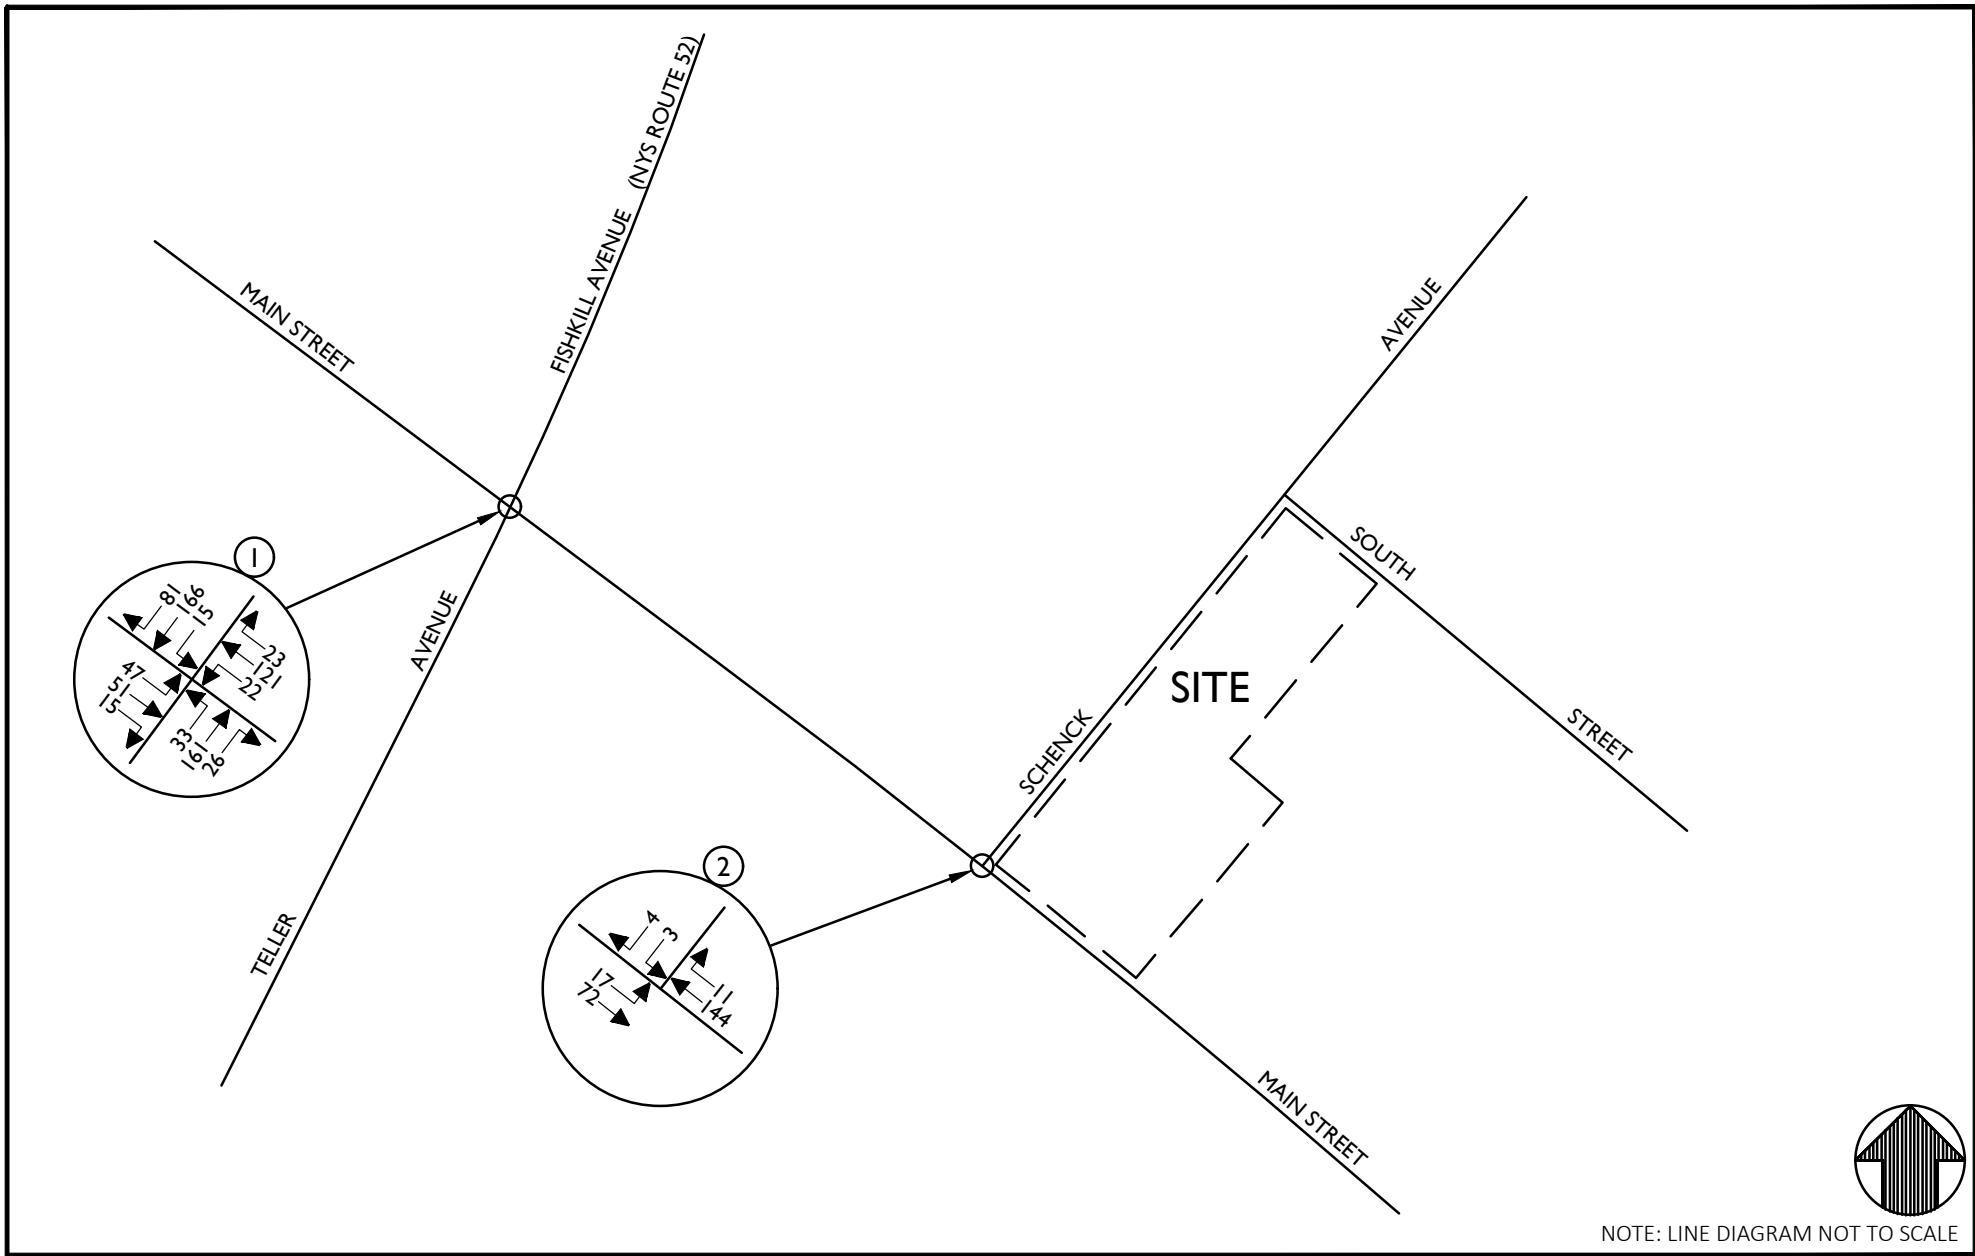 FISHKILL AVENUE (NYS ROUTE 52)
MAIN STREET
AVENUE
SOUTH
STREET
SITE
SCHENCK
AVENUE
TELLER
MAIN STREET
1
81
166
15
23
121
22
47
51
15
33
161
26
2
4
3
11
144
17
72
NOTE: LINE DIAGRAM NOT TO SCALE